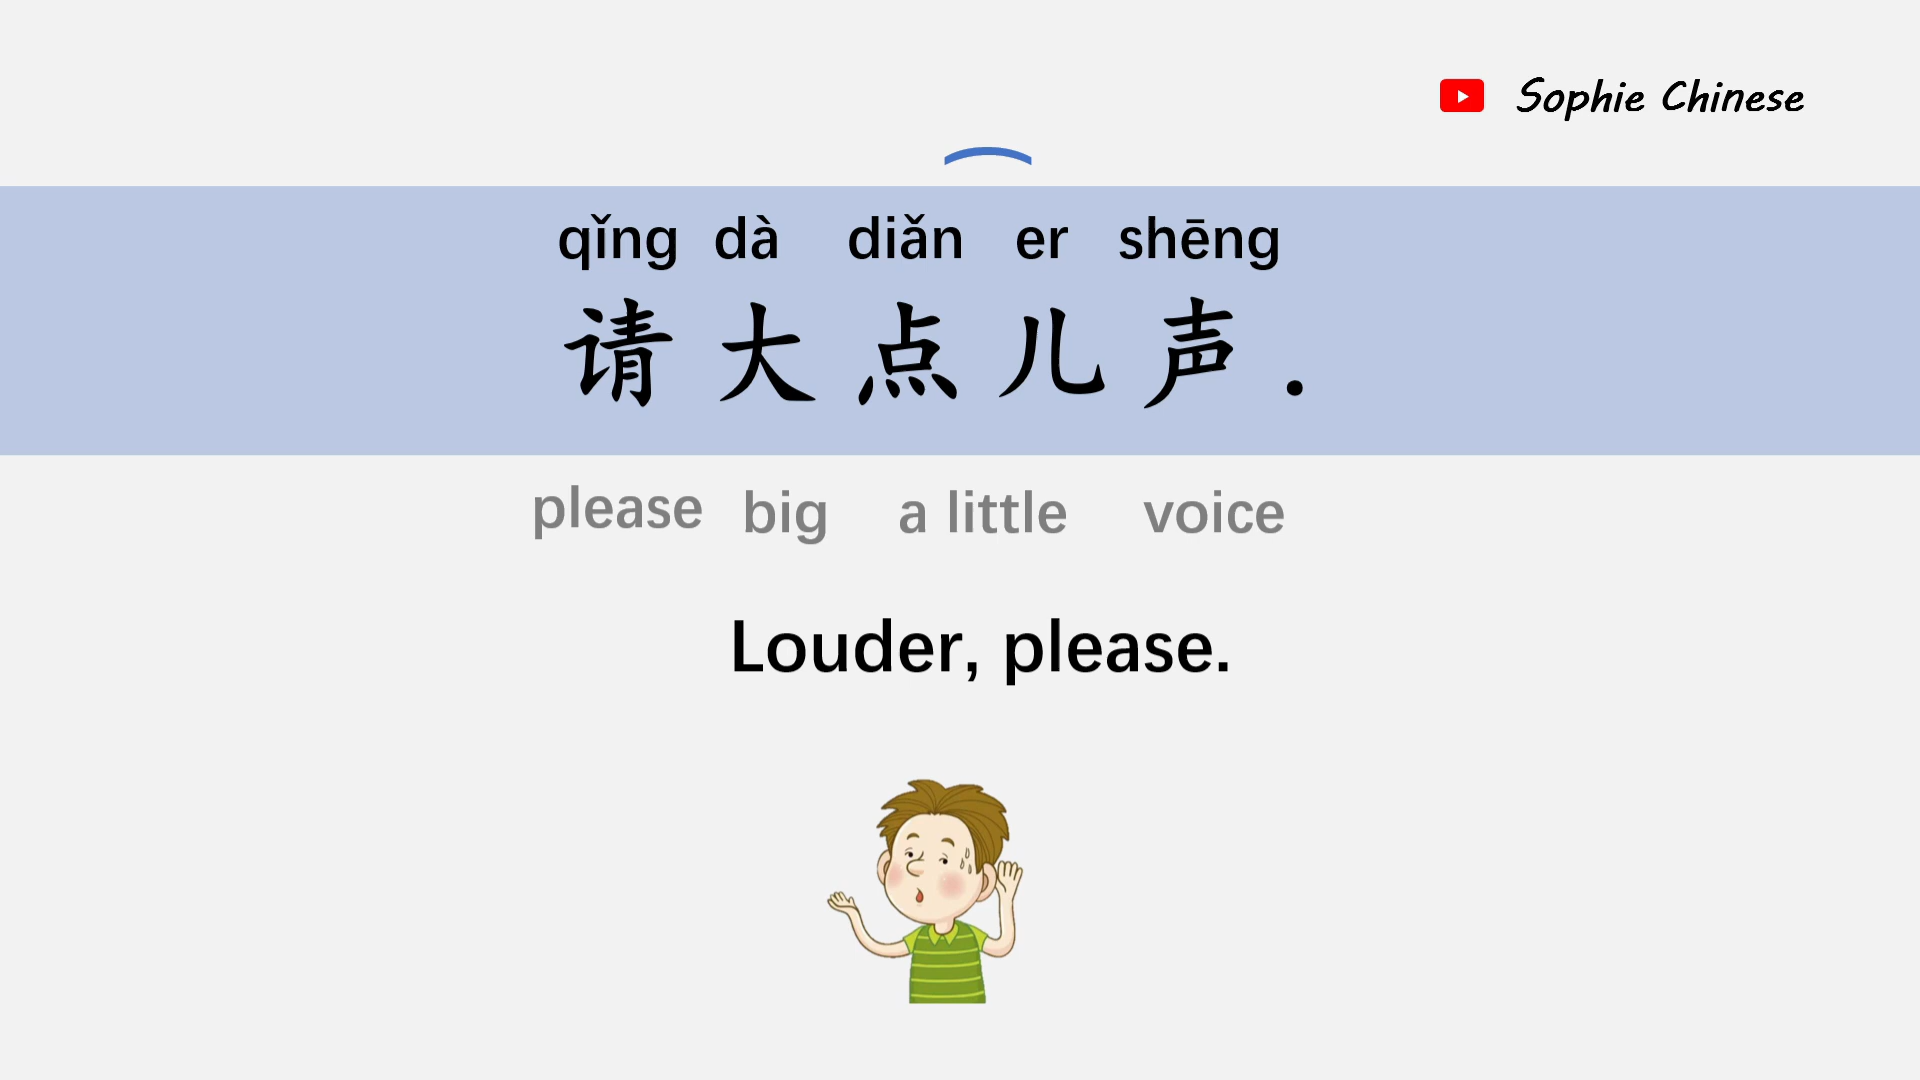 Sophie Chinese
qǐng dà diǎn er shēng
请大点儿声.
please big a little voice
Louder, please.